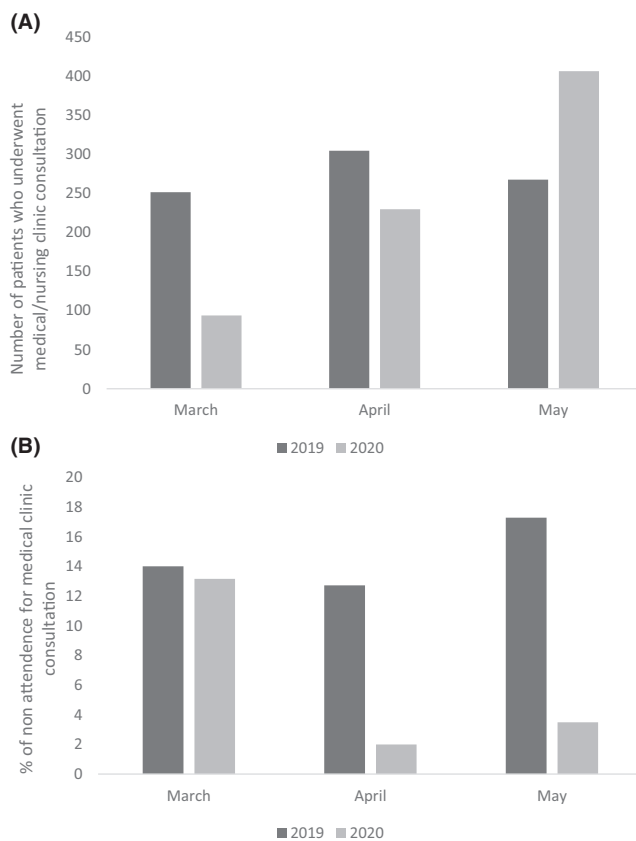 (A)
Number of patients who underwent
medical/nursing clinic consultation
450
400
350
300
250
200
150
100
50
0
March April May
2019 2020
(B)
% of non attendence for medical clinic
consultation
20
18
16
14
12
10
8
6
4
2
0
March April May
2019 2020